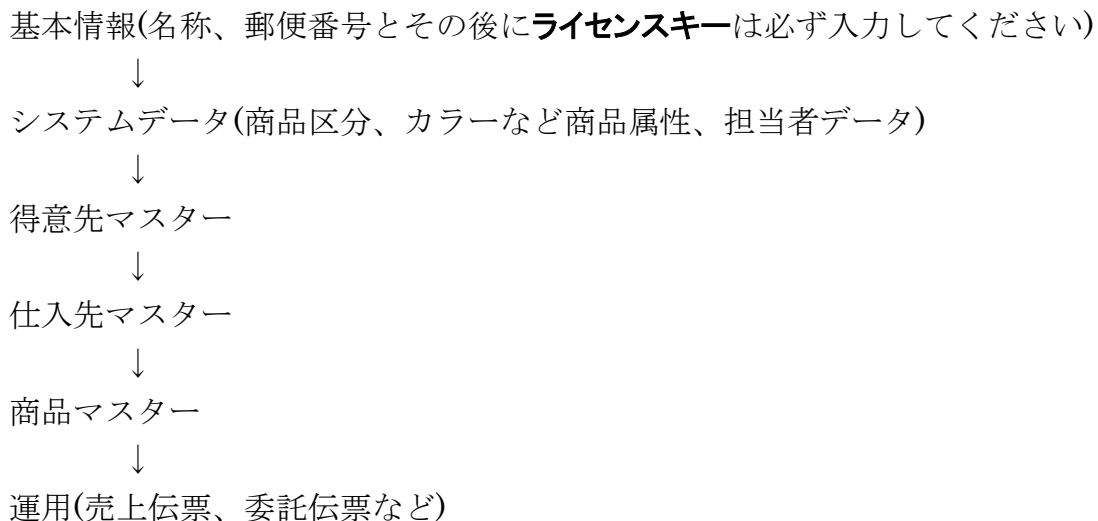 基本情報(名称、郵便番号とその後にライセンスキーは必ず入力してください)
↓
システムデータ(商品区分、カラーなど商品属性、担当者データ)
↓
得意先マスター
↓
仕入先マスター
↓
商品マスター
↓
運用(売上伝票、委託伝票など)